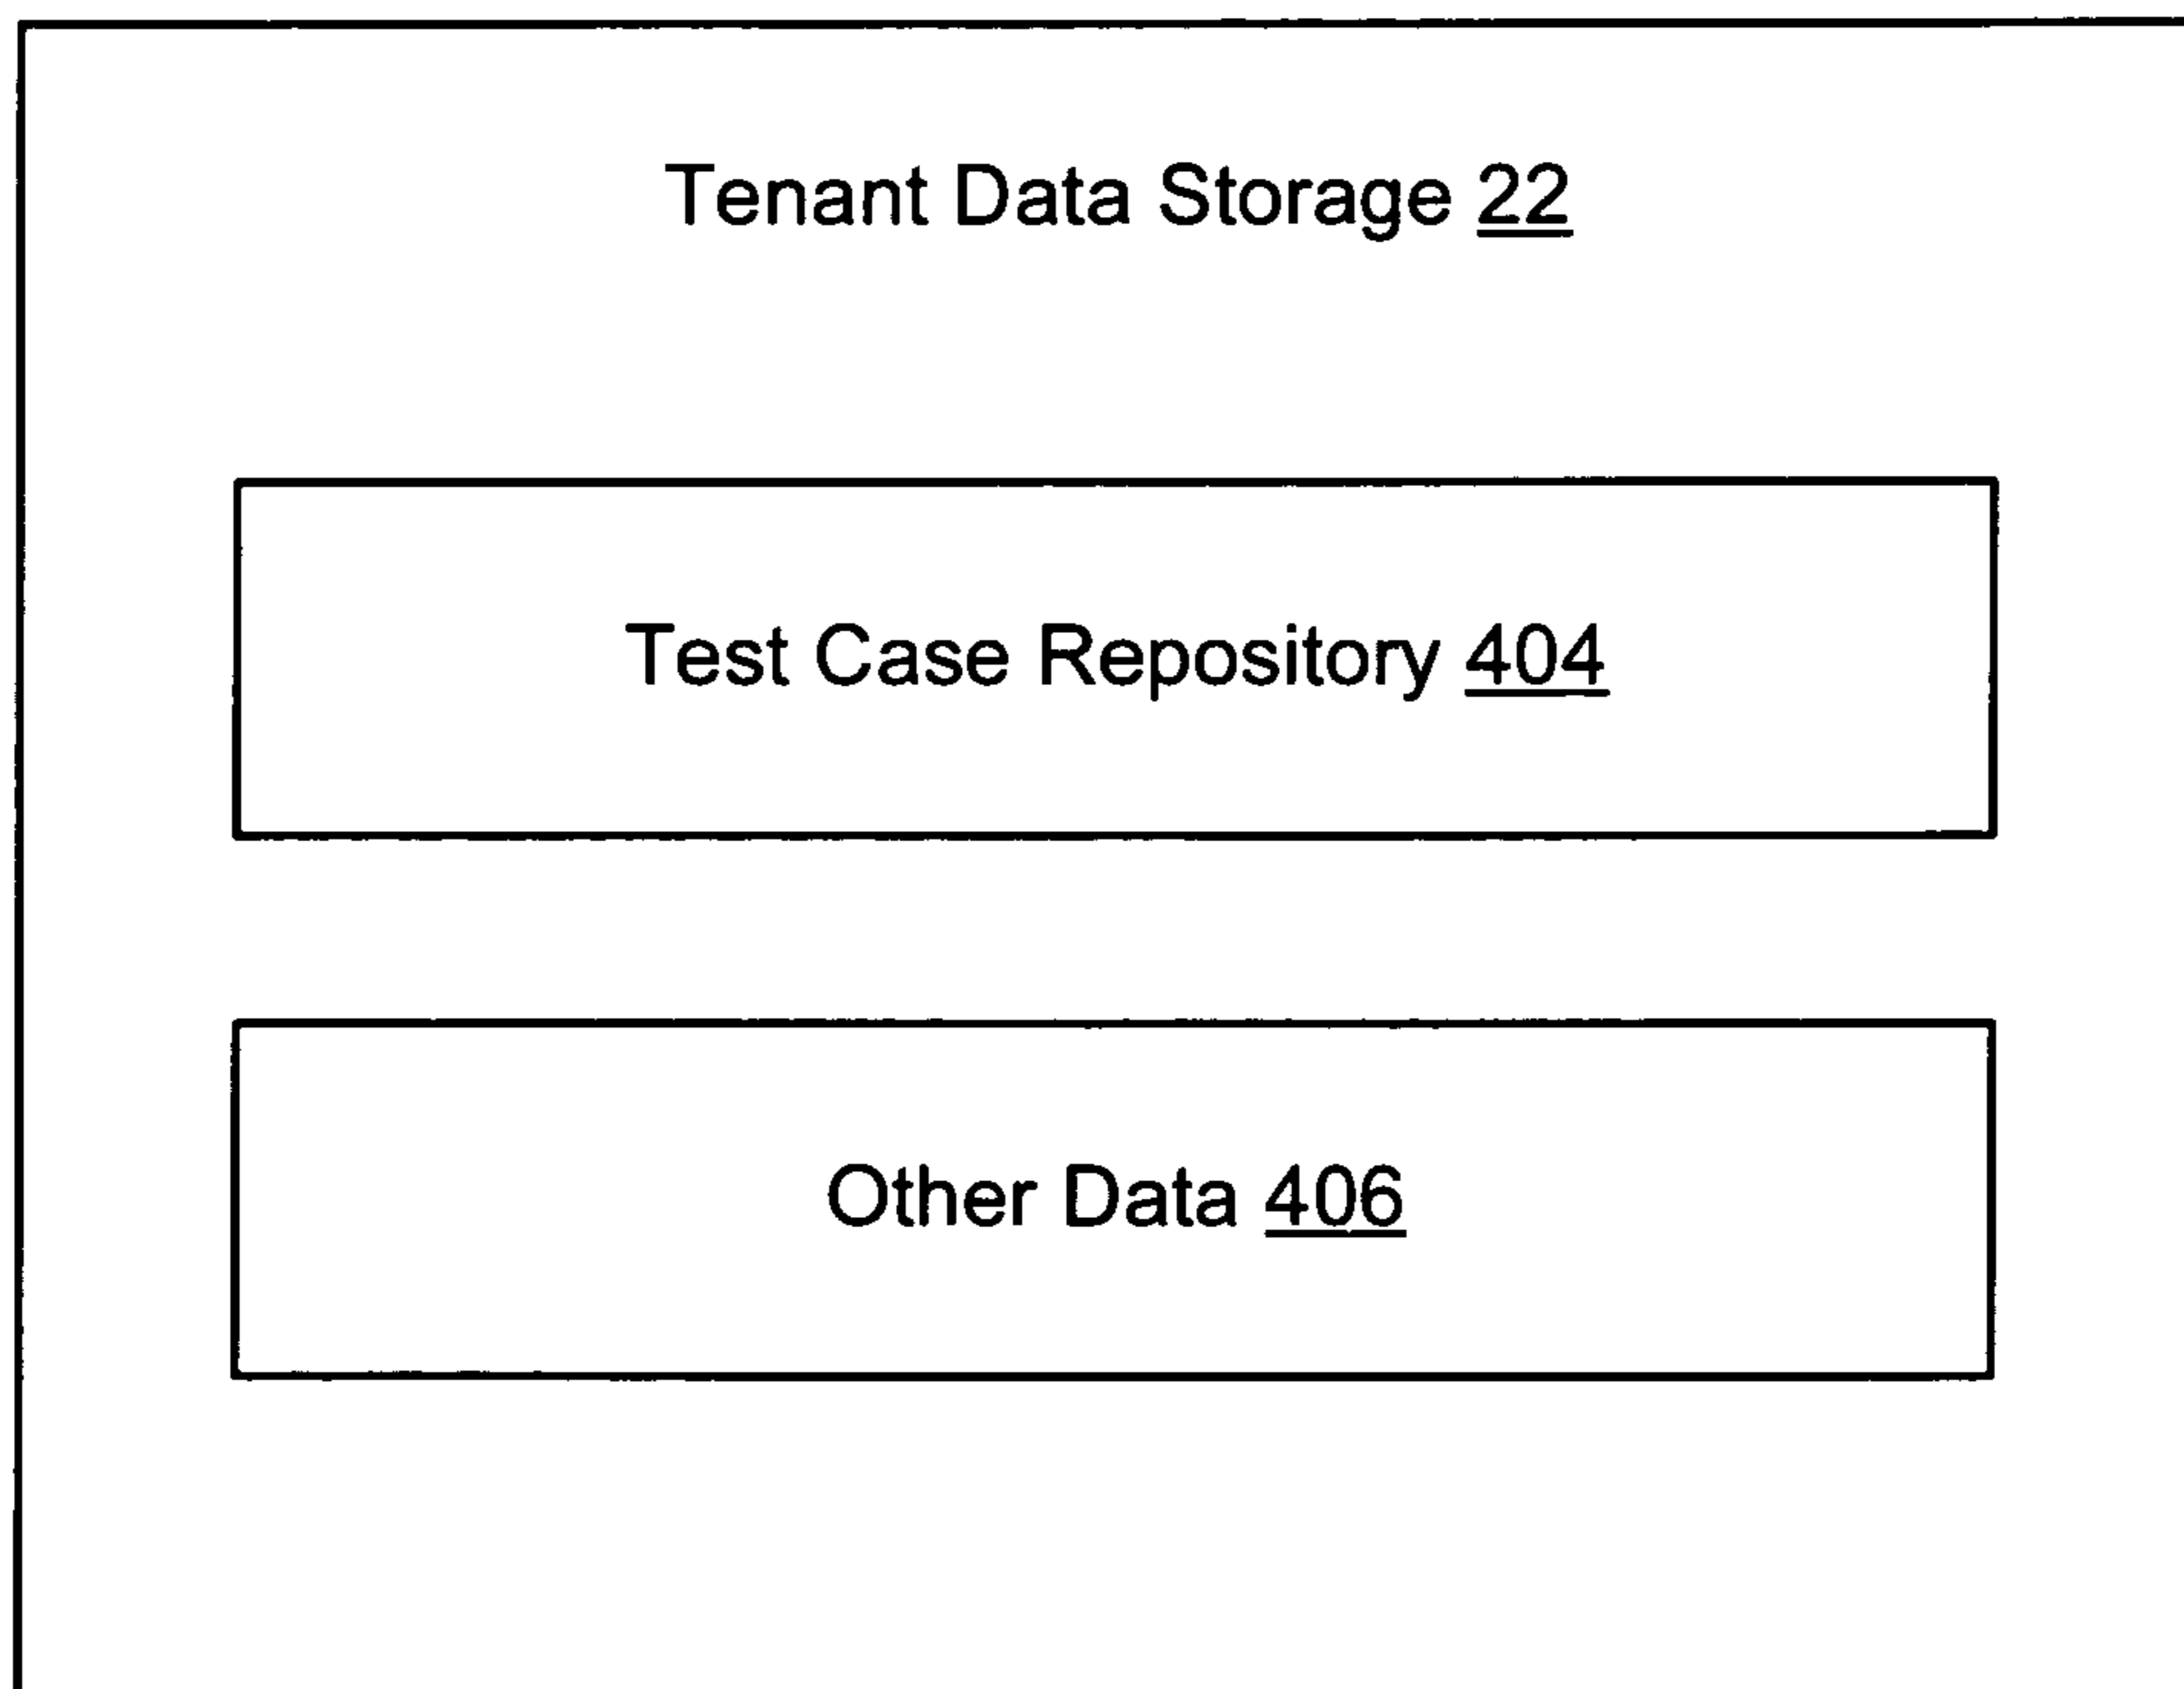 Tenant Data Storage 22
Test Case Repository 404
Other Data 406